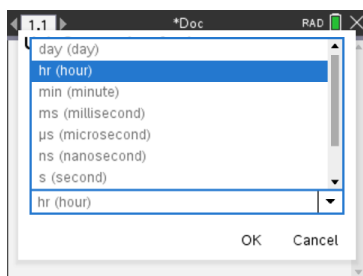 1.1 *Doc RAD
day (day)
hr (hour)
min (minute)
ms (millisecond)
µs (microsecond)
ns (nanosecond)
s (second)
hr (hour)
OK Cancel